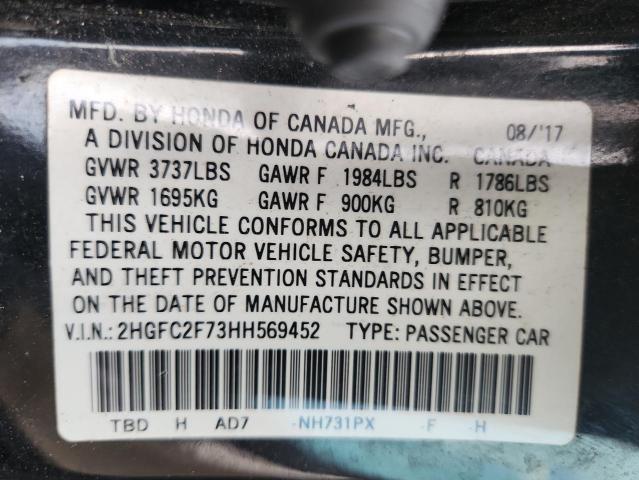 MFD. BY HONDA OF CANADA MFG., 08/'17
A DIVISION OF HONDA CANADA INC. CANADA
GVWR 3737LBS GAWR F 1984LBS R 1786LBS
GVWR 1695KG GAWR F 900KG R 810KG
THIS VEHICLE CONFORMS TO ALL APPLICABLE
FEDERAL MOTOR VEHICLE SAFETY, BUMPER,
AND THEFT PREVENTION STANDARDS IN EFFECT
ON THE DATE OF MANUFACTURE SHOWN ABOVE.
V.I.N.: 2HGFC2F73HH569452 TYPE: PASSENGER CAR
TBD H AD7 -NH731PX -F -H